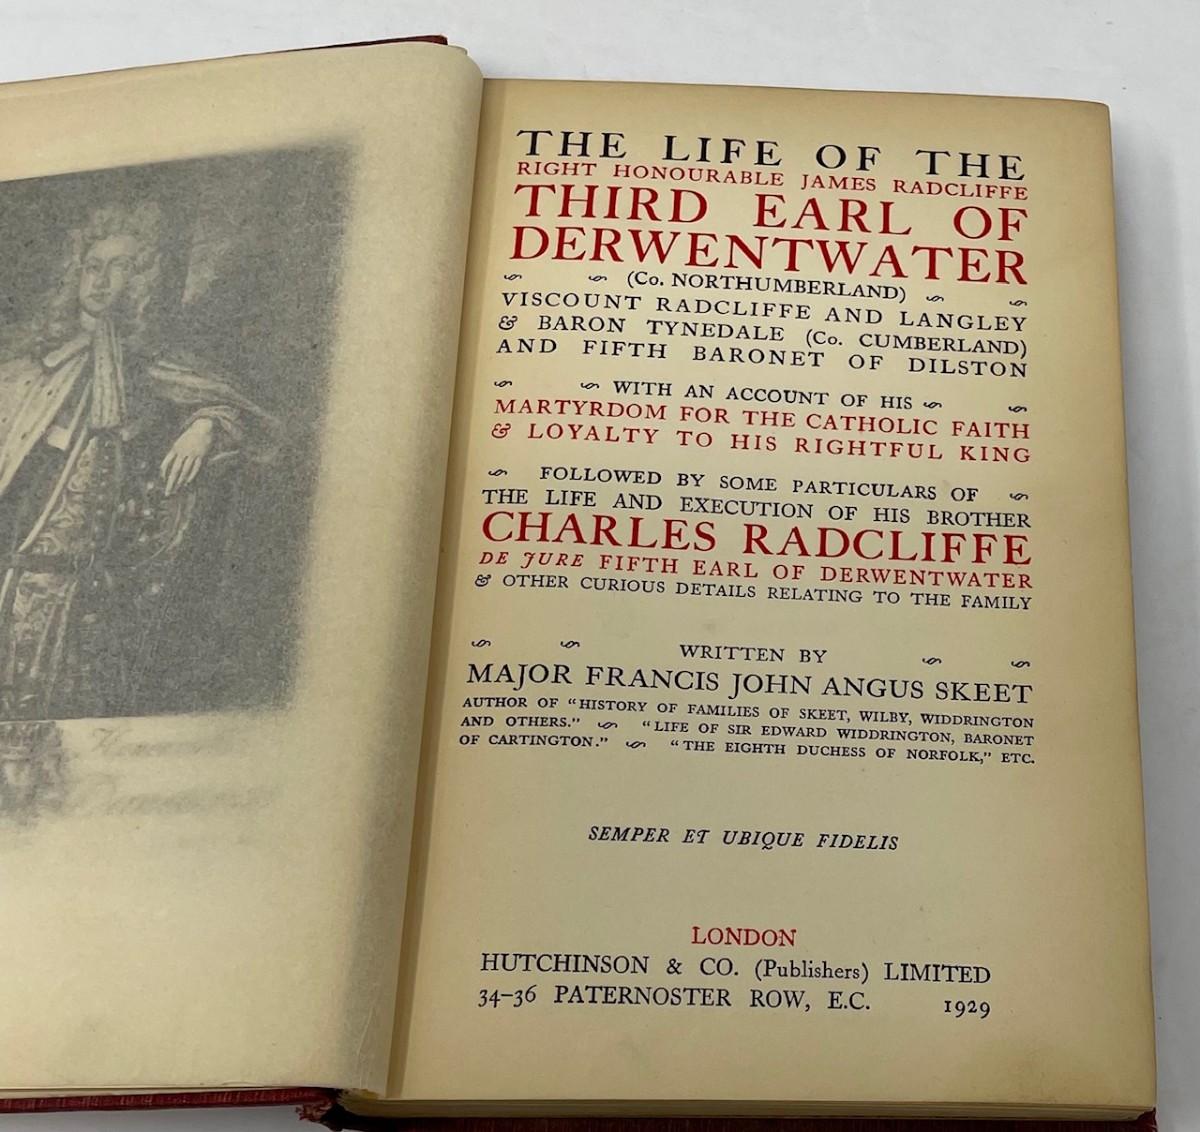 THE LIFE OF THE
RIGHT HONOURABLE JAMES RADCLIFFE
THIRD EARL OF
DERWENTWATER
(Co. NORTHUMBERLAND)
VISCOUNT RADCLIFFE AND LANGLEY
& BARON TYNEDALE (Co. CUMBERLAND)
AND FIFTH BARONET OF DILSTON
WITH AN ACCOUNT OF HIS
MARTYRDOM FOR THE CATHOLIC FAITH
& LOYALTY TO HIS RIGHTFUL KING
FOLLOWED BY SOME PARTICULARS OF
THE LIFE AND EXECUTION OF HIS BROTHER
CHARLES RADCLIFFE
DE JURE FIFTH EARL OF DERWENTWATER
& OTHER CURIOUS DETAILS RELATING TO THE FAMILY
WRITTEN BY
MAJOR FRANCIS JOHN ANGUS SKEET
AUTHOR OF "HISTORY OF FAMILIES OF SKEET, WILBY, WIDDRINGTON
AND OTHERS." "LIFE OF SIR EDWARD WIDDRINGTON, BARONET
OF CARTINGTON." "THE EIGHTH DUCHESS OF NORFOLK," ETC.
SEMPER ET UBIQUE FIDELIS
LONDON
HUTCHINSON & CO. (Publishers) LIMITED
34-36 PATERNOSTER ROW, E.C. 1929